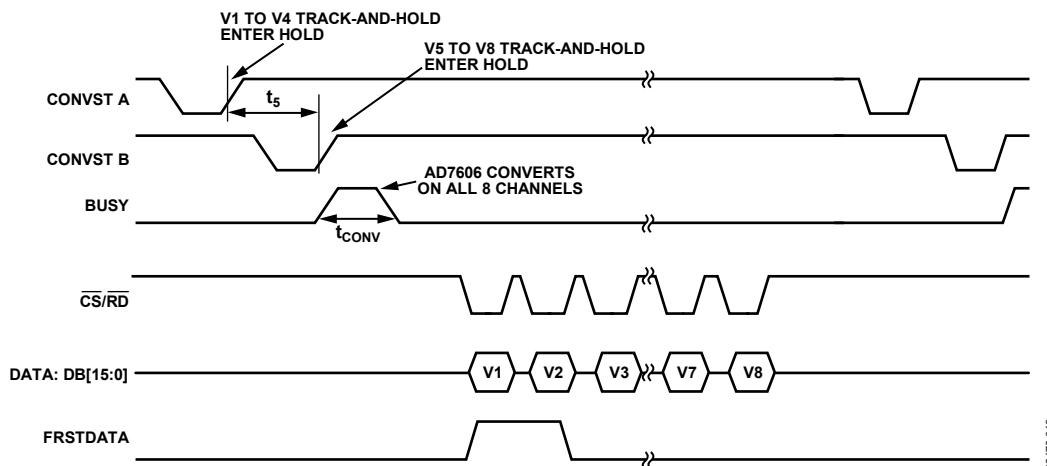 V1 TO V4 TRACK-AND-HOLD
ENTER HOLD
V5 TO V8 TRACK-AND-HOLD
ENTER HOLD
CONVST A
t5
CONVST B
AD7606 CONVERTS
ON ALL 8 CHANNELS
BUSY
tCONV
CS/RD
DATA: DB[15:0]
V1
V2
V3
V7
V8
FRSTDATA